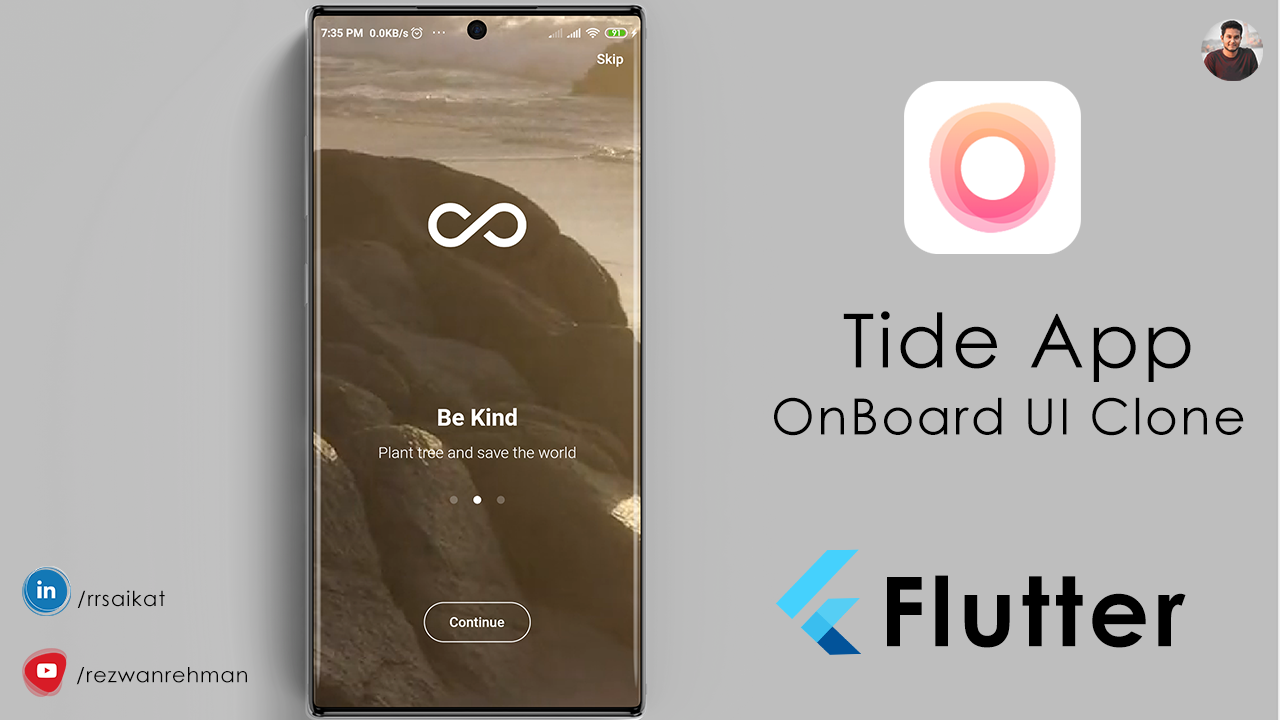 7:35 PM 0.0KB/s ...
91
Skip
Be Kind
Plant tree and save the world
Continue
Tide App
OnBoard UI Clone
Flutter
in /rrsaikat
/rezwanrehman